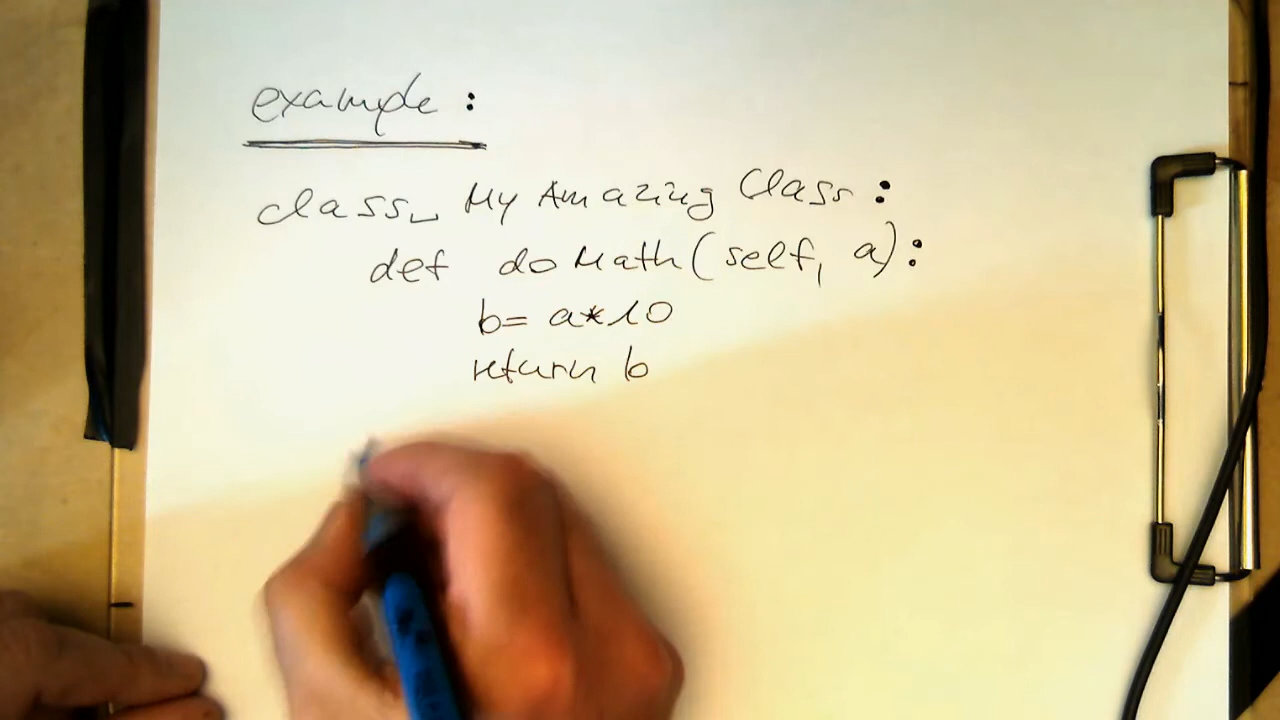 example:
class MyAmazingClass:
def doMath(self, a):
b= a*10
return b